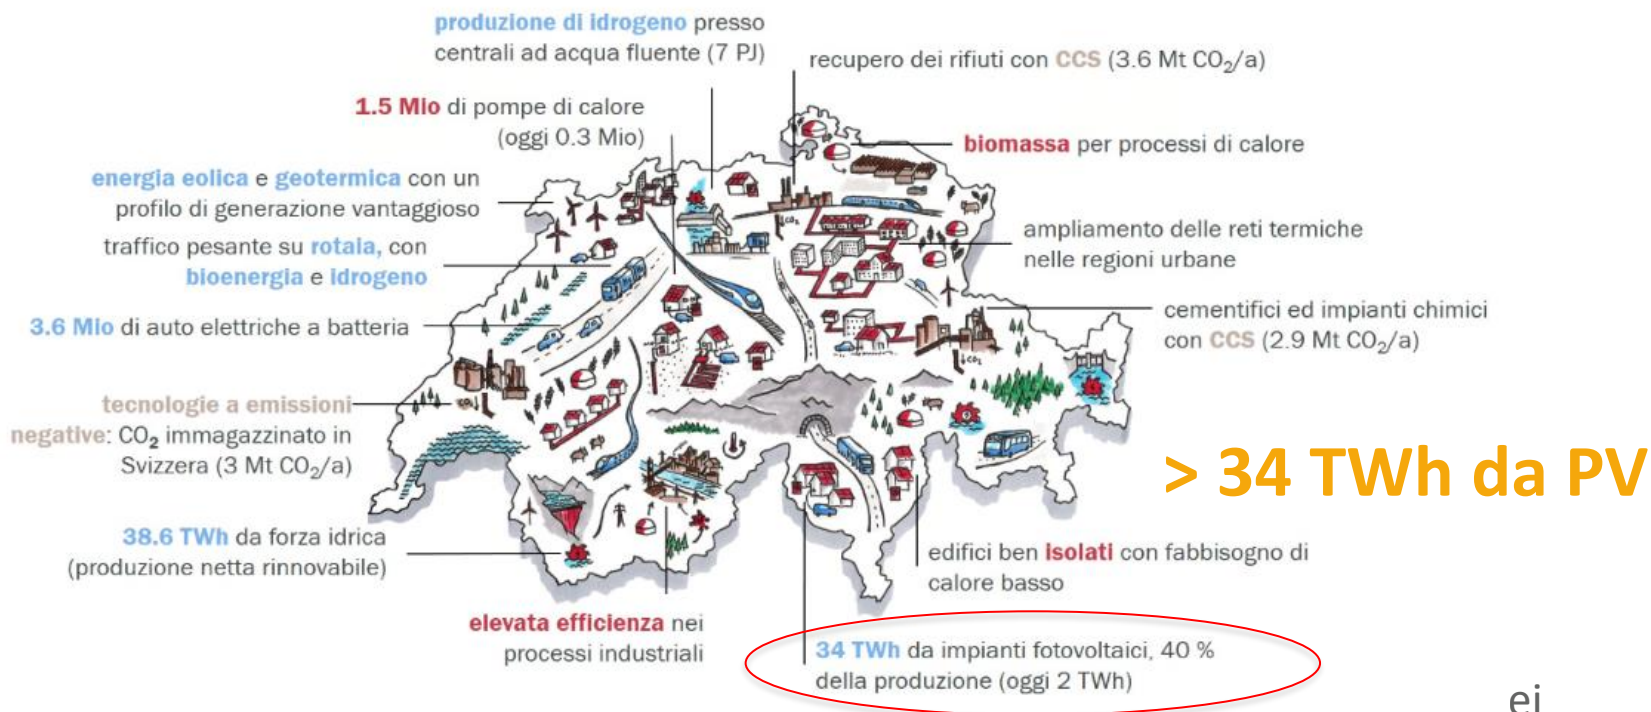 produzione di idrogeno presso
centrali ad acqua fluente (7 PJ)
recupero dei rifiuti con CCS (3.6 Mt CO₂/a)
1.5 Mio di pompe di calore
(oggi 0.3 Mio)
biomassa per processi di calore
energia eolica e geotermica con un
profilo di generazione vantaggioso
traffico pesante su rotaia, con
bioenergia e idrogeno
ampliamento delle reti termiche
nelle regioni urbane
3.6 Mio di auto elettriche a batteria
cementifici ed impianti chimici
con CCS (2.9 Mt CO₂/a)
tecnologie a emissioni
negative: CO₂ immagazzinato in
Svizzera (3 Mt CO₂/a)
CO₂
CO₂
CO₂
> 34 TWh da PV
38.6 TWh da forza idrica
(produzione netta rinnovabile)
edifici ben isolati con fabbisogno di
calore basso
elevata efficienza nei
processi industriali
34 TWh da impianti fotovoltaici, 40 %
della produzione (oggi 2 TWh)
ei